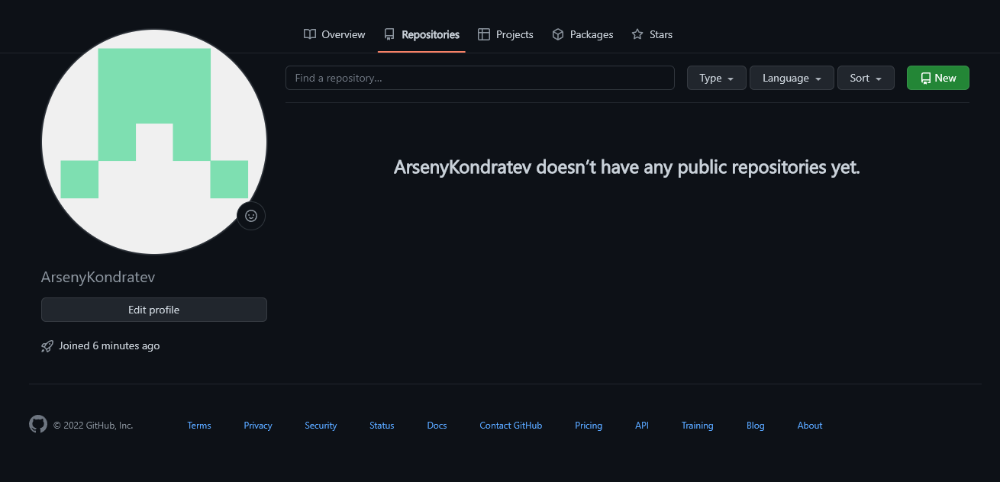 Overview Repositories Projects Packages Stars
Find a repository... Type Language Sort New
ArsenyKondratev doesn't have any public repositories yet.
ArsenyKondratev
Edit profile
Joined 6 minutes ago
© 2022 GitHub, Inc. Terms Privacy Security Status Docs Contact GitHub Pricing API Training Blog About